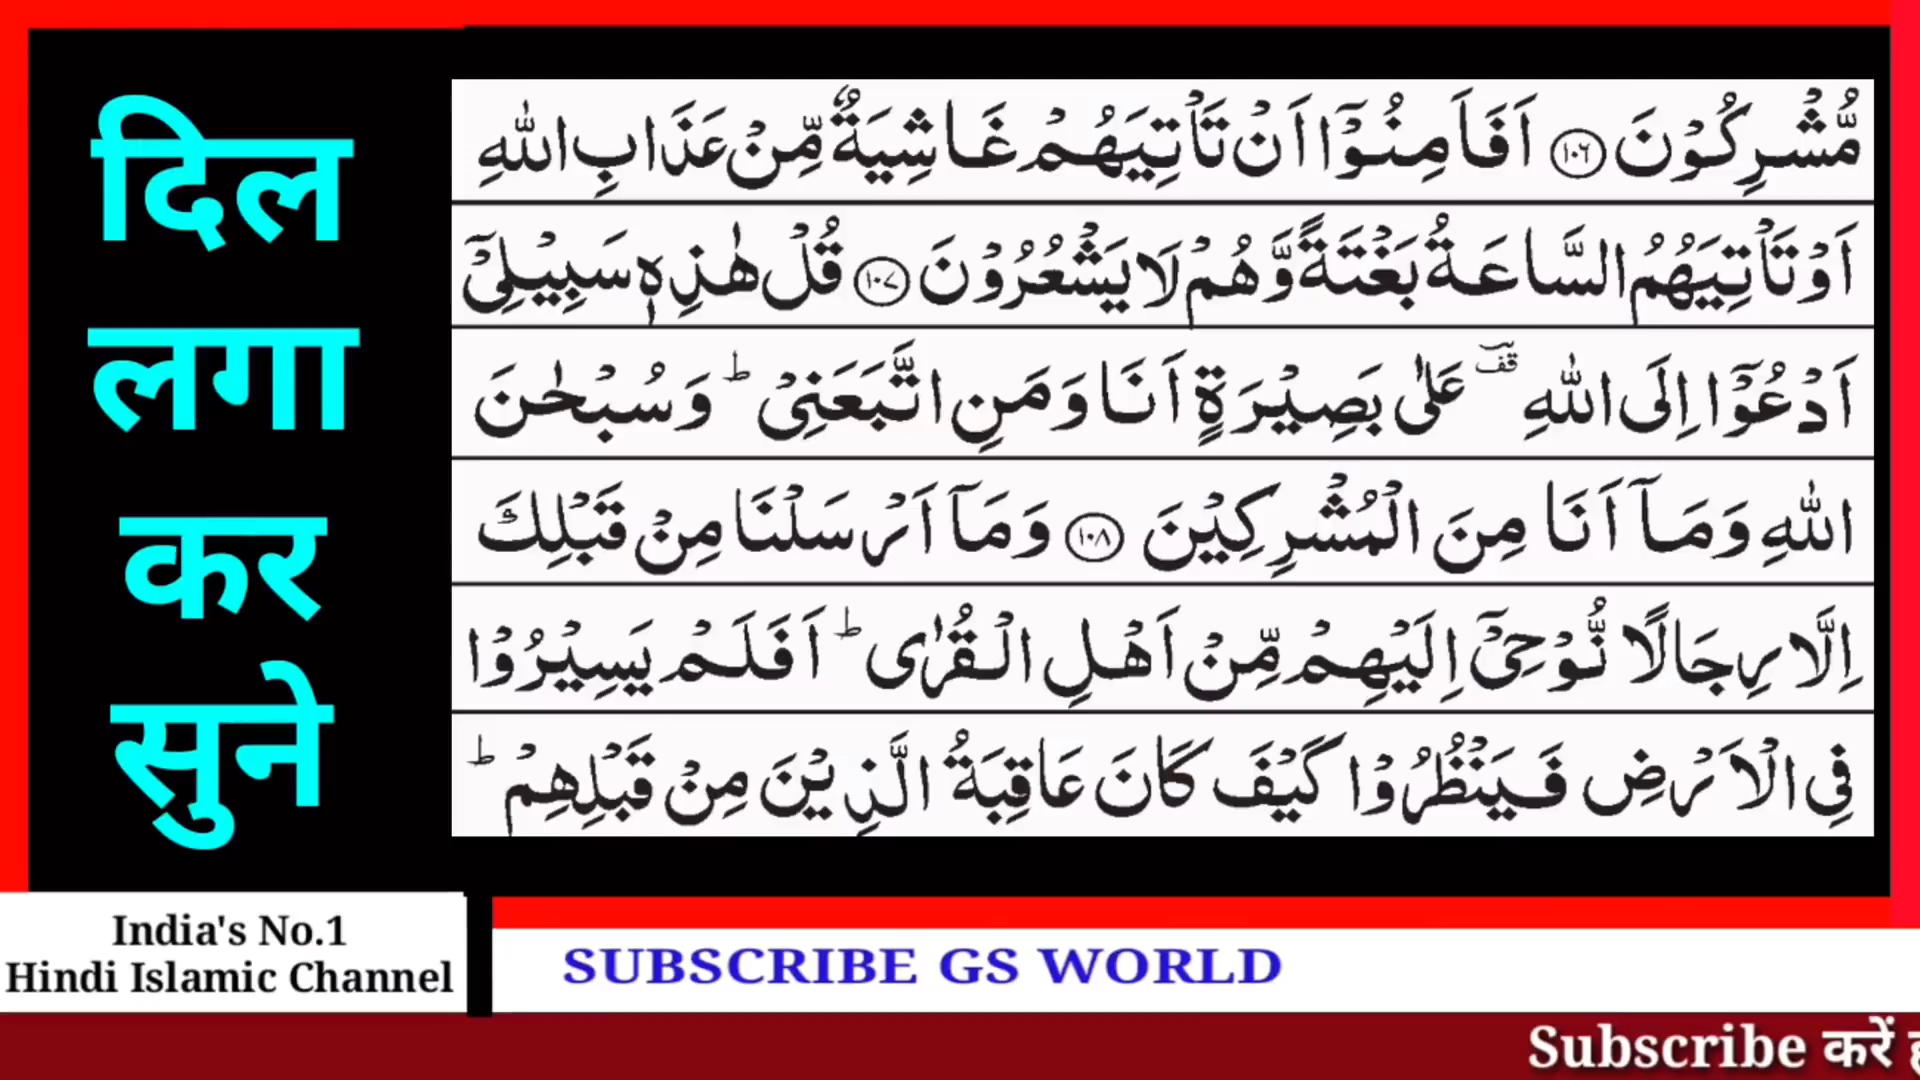 दिल
लगा
कर
सुने
مُّشْرِكُوْنَ ١٠٦ اَفَاَمِنُوْۤا اَنْ تَاْتِيَهُمْ غَاشِيَةٌ مِّنْ عَذَابِ اللّٰهِ
اَوْ تَاْتِيَهُمُ السَّاعَةُ بَغْتَةً وَّهُمْ لَا يَشْعُرُوْنَ ١٠٧ قُلْ هٰذِهٖ سَبِيْلِيْۤ
اَدْعُوْۤا اِلَى اللّٰهِ ؔقف عَلٰى بَصِيْرَةٍ اَنَا وَمَنِ اتَّبَعَنِيْ ؕ وَسُبْحٰنَ
اللّٰهِ وَمَاۤ اَنَا مِنَ الْمُشْرِكِيْنَ ١٠٨ وَمَاۤ اَرْسَلْنَا مِنْ قَبْلِكَ
اِلَّا رِجَالًا نُّوْحِيْۤ اِلَيْهِمْ مِّنْ اَهْلِ الْقُرٰى ؕ اَفَلَمْ يَسِيْرُوْا
فِى الْاَرْضِ فَيَنْظُرُوْا كَيْفَ كَانَ عَاقِبَةُ الَّذِيْنَ مِنْ قَبْلِهِمْ ؕ
India's No.1
Hindi Islamic Channel
SUBSCRIBE GS WORLD
Subscribe करें